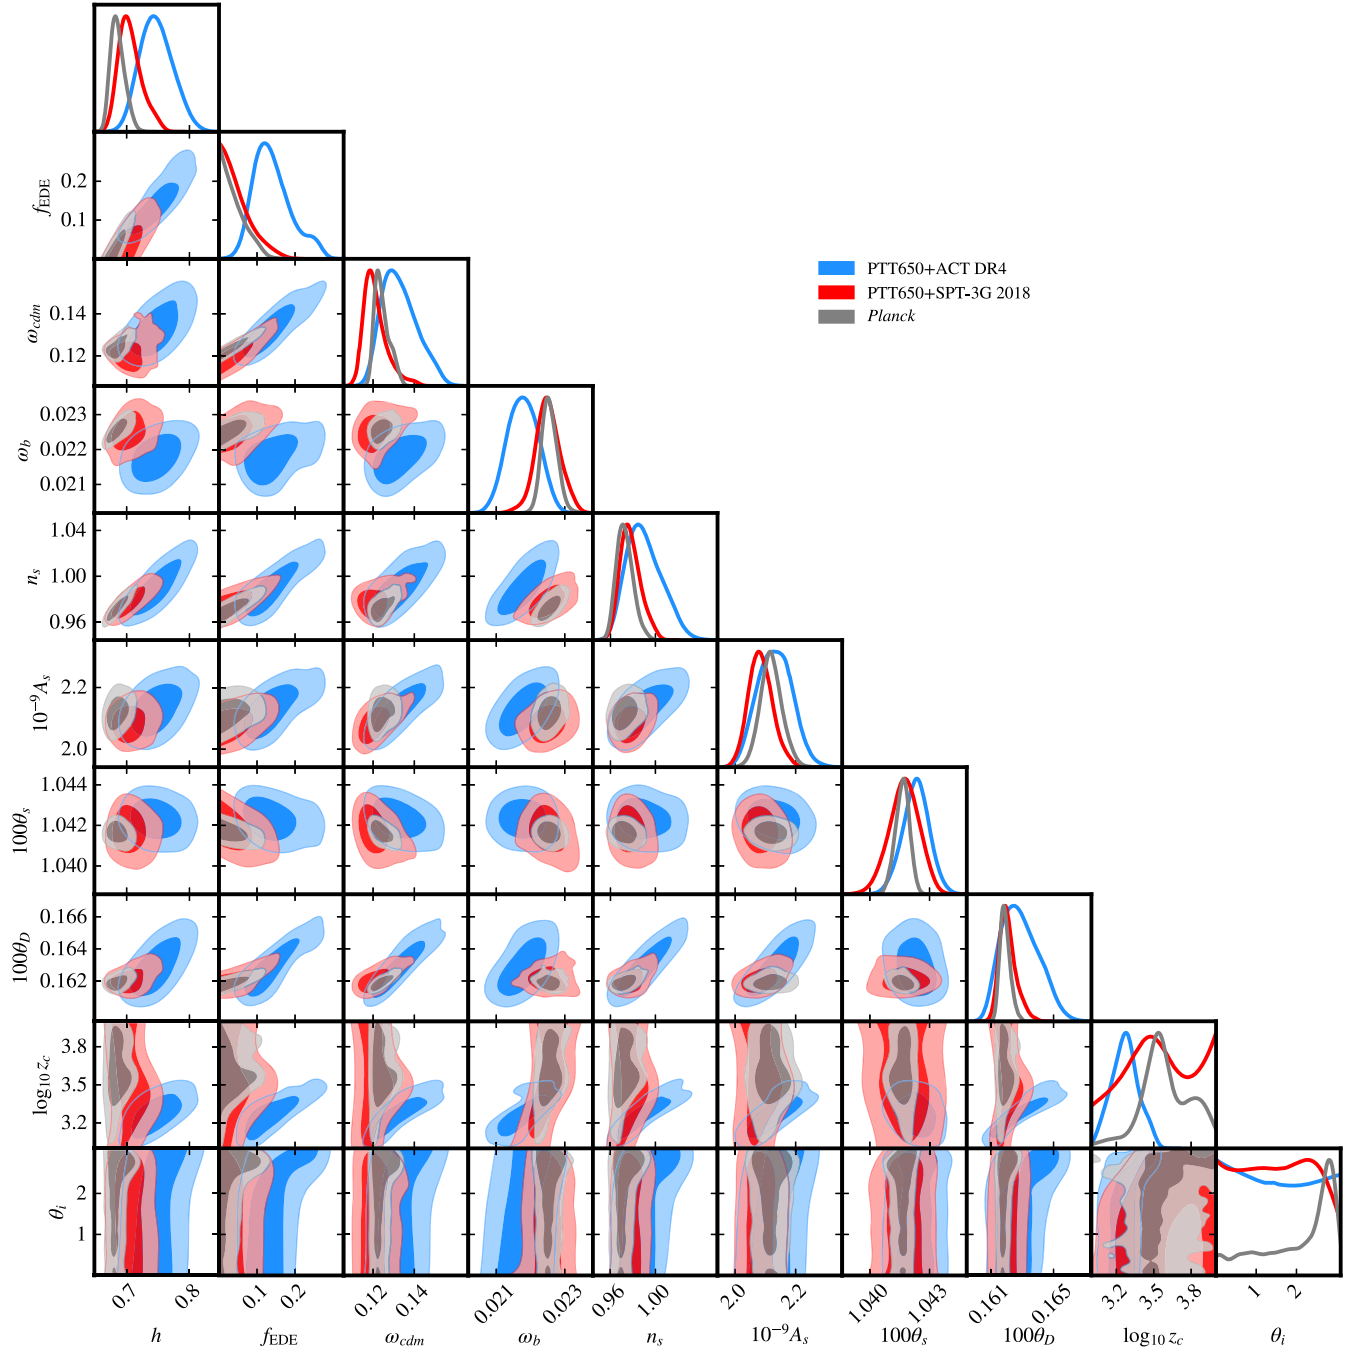 f_EDE
0.2
0.1
PTT650+ACT DR4
PTT650+SPT-3G 2018
Planck
ω_cdm
0.14
0.12
ω_b
0.023
0.022
0.021
n_s
1.04
1.00
0.96
10⁻⁹A_s
2.2
2.0
100θ_s
1.044
1.042
1.040
100θ_D
0.166
0.164
0.162
log₁₀ z_c
3.8
3.5
3.2
θ_i
2
1
0.7 0.8 0.1 0.2 0.12 0.14 0.021 0.023 0.96 1.00 2.0 2.2 1.040 1.043 0.161 0.165 3.2 3.5 3.8 1 2
h f_EDE ω_cdm ω_b n_s 10⁻⁹A_s 100θ_s 100θ_D log₁₀ z_c θ_i